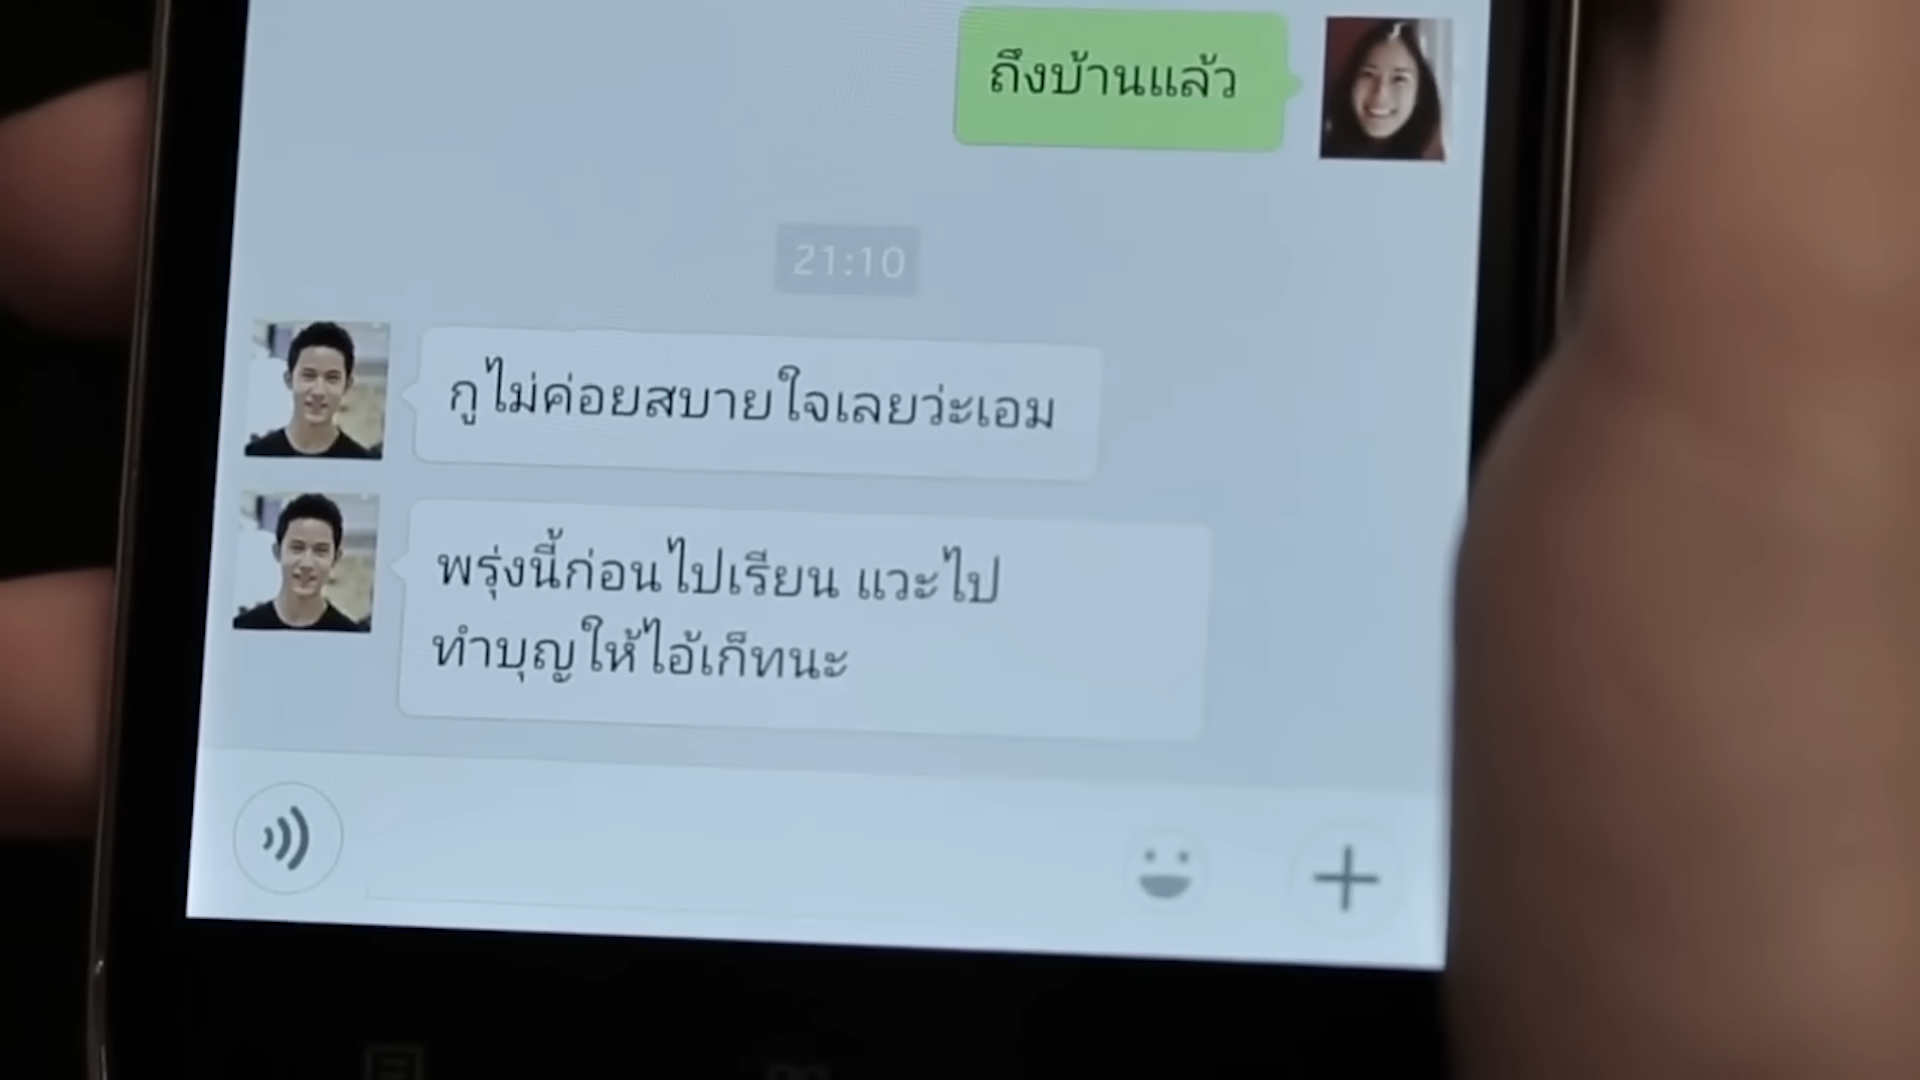 ถึงบ้านแล้ว
21:10
กูไม่ค่อยสบายใจเลยว่ะเอม
พรุ่งนี้ก่อนไปเรียน แวะไป
ทำบุญให้ไอ้เก็ทนะ